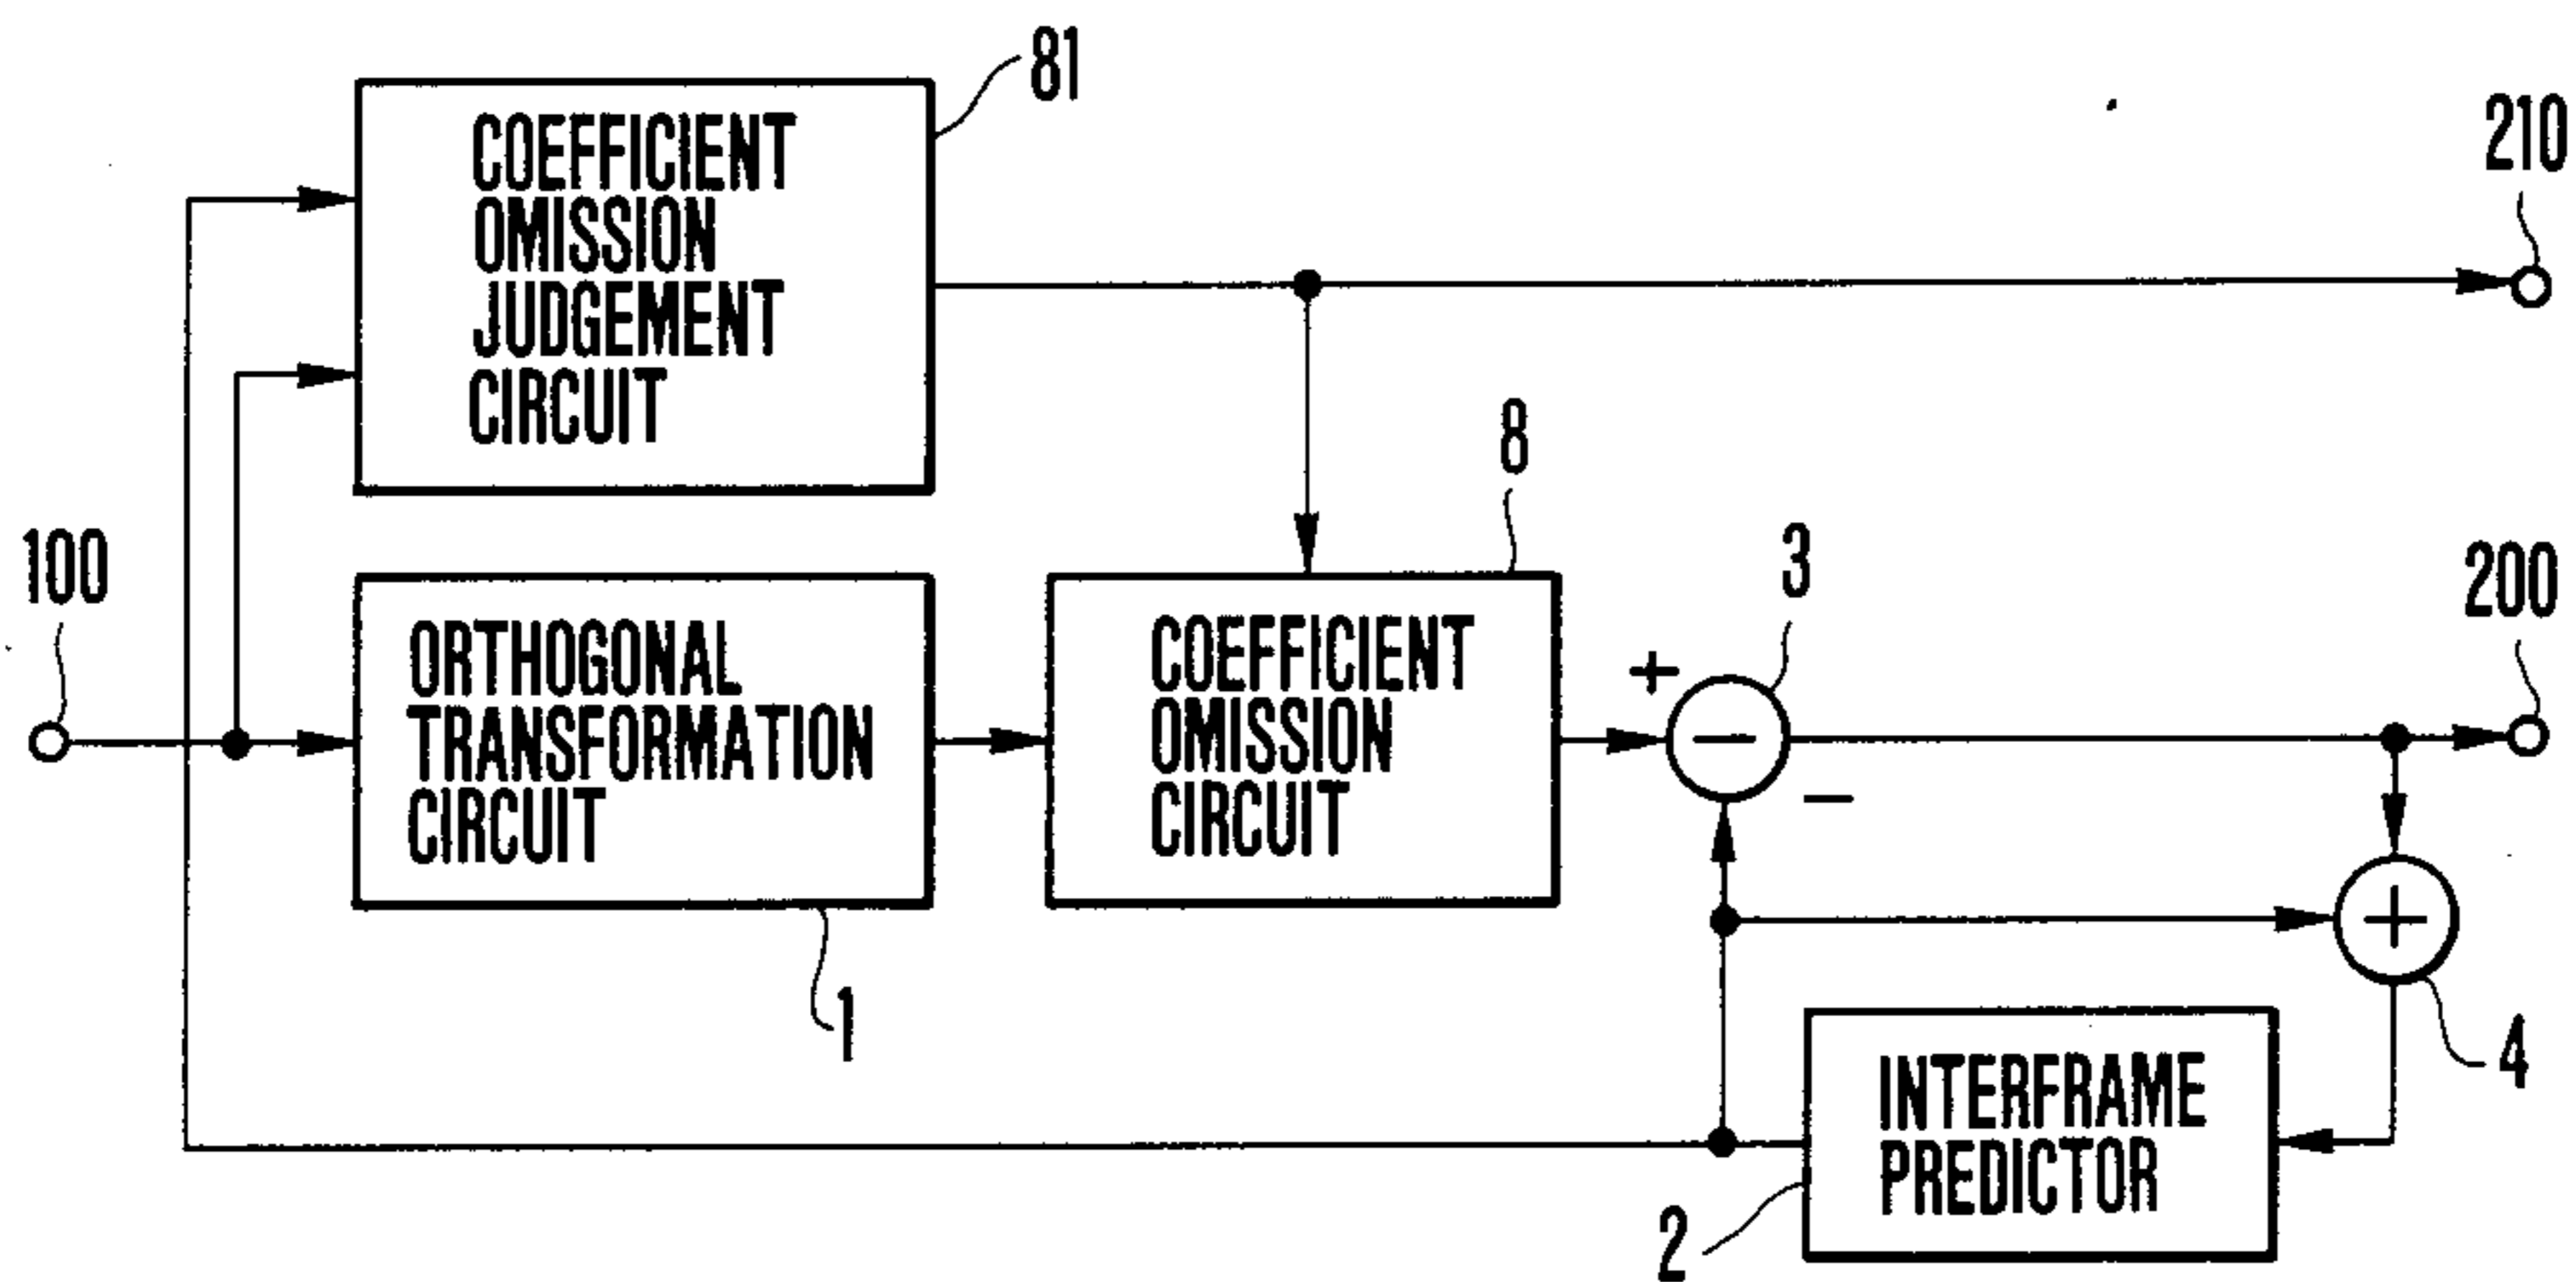 81
COEFFICIENT
OMISSION
JUDGEMENT
CIRCUIT
210
100
ORTHOGONAL
TRANSFORMATION
CIRCUIT
1
8
COEFFICIENT
OMISSION
CIRCUIT
3
+
−
−
200
+
4
INTERFRAME
PREDICTOR
2